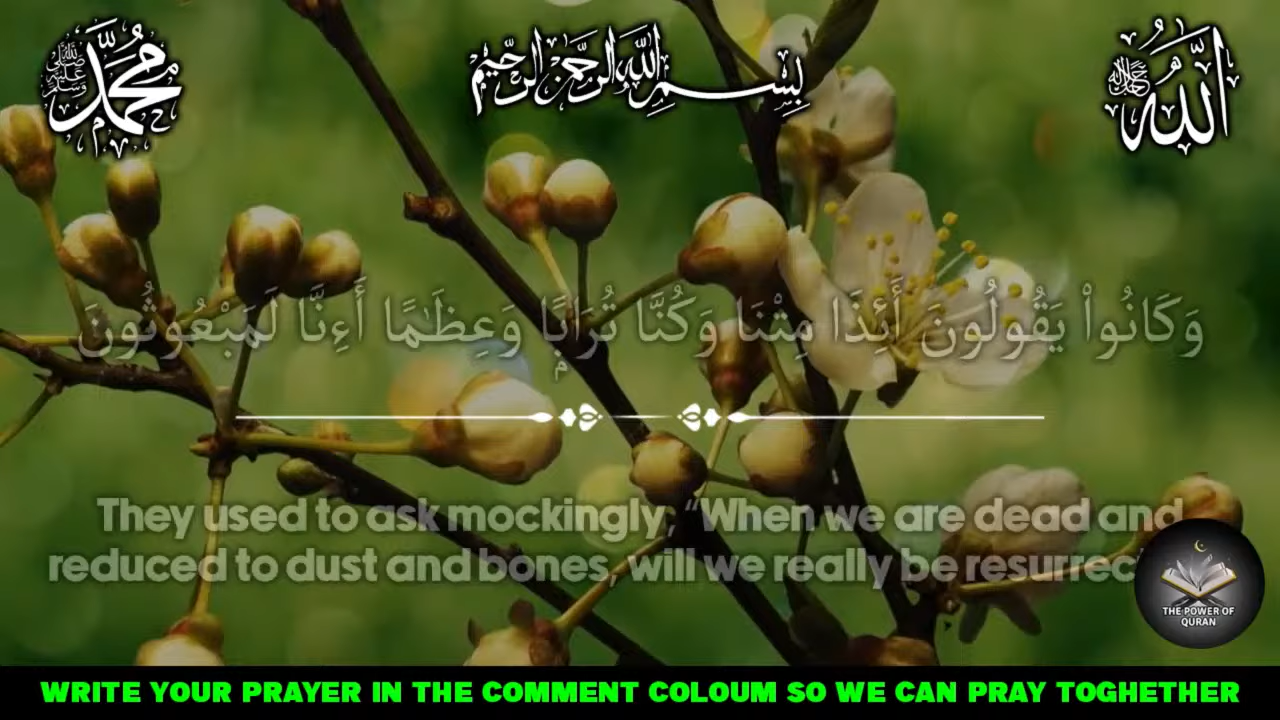 محمد صلى الله عليه وسلم
بسم الله الرحمن الرحيم
الله جل جلاله
وَكَانُوا۟ يَقُولُونَ أَئِذَا مِتْنَا وَكُنَّا تُرَابًۭا وَعِظَـٰمًا أَءِنَّا لَمَبْعُوثُونَ
They used to ask mockingly, “When we are dead and
reduced to dust and bones, will we really be resurrec
THE POWER OF
QURAN
WRITE YOUR PRAYER IN THE COMMENT COLOUM SO WE CAN PRAY TOGHETHER